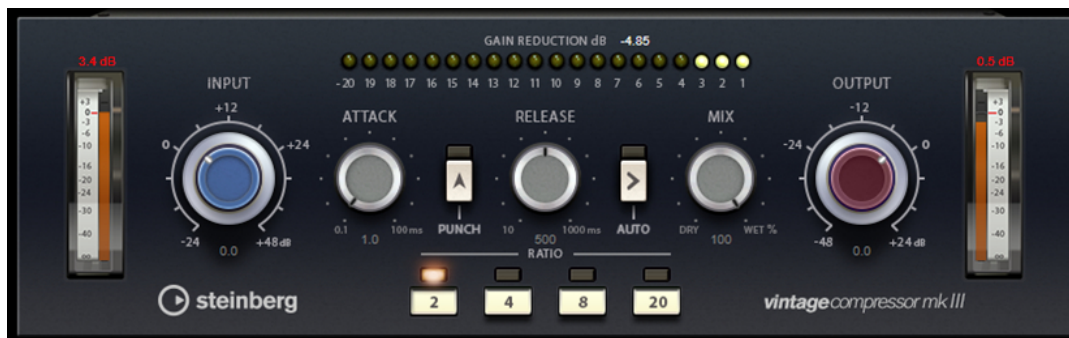 GAIN REDUCTION dB -4.85
3.4 dB
0.5 dB
-20 19 18 17 16 15 14 13 12 11 10 9 8 7 6 5 4 3 2 1
INPUT
ATTACK
RELEASE
MIX
OUTPUT
+3
0
-3
-6
-10
-16
-20
-24
-30
-40
∞
+12
0
+24
-24
+48 dB
0.0
0.1
100 ms
1.0
PUNCH
10
1000 ms
500
AUTO
DRY
WET %
100
-12
-24
0
-48
+24 dB
0.0
+3
0
-3
-6
-10
-16
-20
-24
-30
-40
∞
RATIO
2 4 8 20
steinberg
vintagecompressor mk III